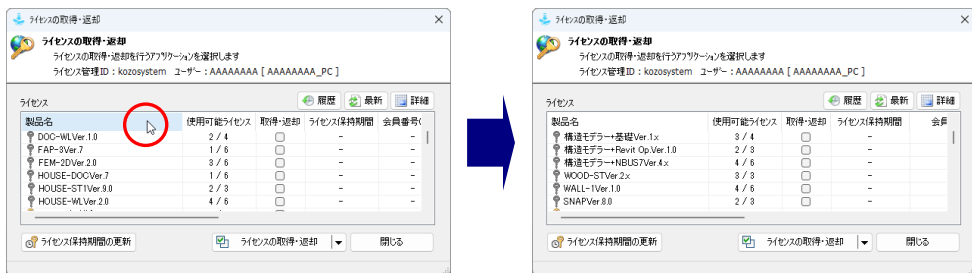 ライセンスの取得・返却
ライセンスの取得・返却
ライセンスの取得・返却を行うアプリケーションを選択します
ライセンス管理ID：kozosystem ユーザー：AAAAAAAA [ AAAAAAAA_PC ]
ライセンス 履歴 最新 詳細
製品名 使用可能ライセンス 取得・返却 ライセンス保持期間 会員番号(
DOC-WLVer.1.0 2 / 4 - -
FAP-3Ver.7 1 / 6 - -
FEM-2DVer.2.0 3 / 6 - -
HOUSE-DOCVer.7 1 / 6 - -
HOUSE-ST1Ver.9.0 2 / 3 - -
HOUSE-WLVer.2.0 4 / 6 - -
ライセンス保持期間の更新 ライセンスの取得・返却 閉じる
ライセンスの取得・返却
ライセンスの取得・返却
ライセンスの取得・返却を行うアプリケーションを選択します
ライセンス管理ID：kozosystem ユーザー：AAAAAAAA [ AAAAAAAA_PC ]
ライセンス 履歴 最新 詳細
製品名 使用可能ライセンス 取得・返却 ライセンス保持期間 会員
構造モデラー+基礎Ver.1.x 3 / 4 -
構造モデラー+Revit Op.Ver.1.0 2 / 3 -
構造モデラー+NBUS7Ver.4.x 4 / 6 -
WOOD-STVer.2.x 3 / 3 -
WALL-1Ver.1.0 4 / 6 -
SNAPVer.8.0 2 / 3 -
ライセンス保持期間の更新 ライセンスの取得・返却 閉じる